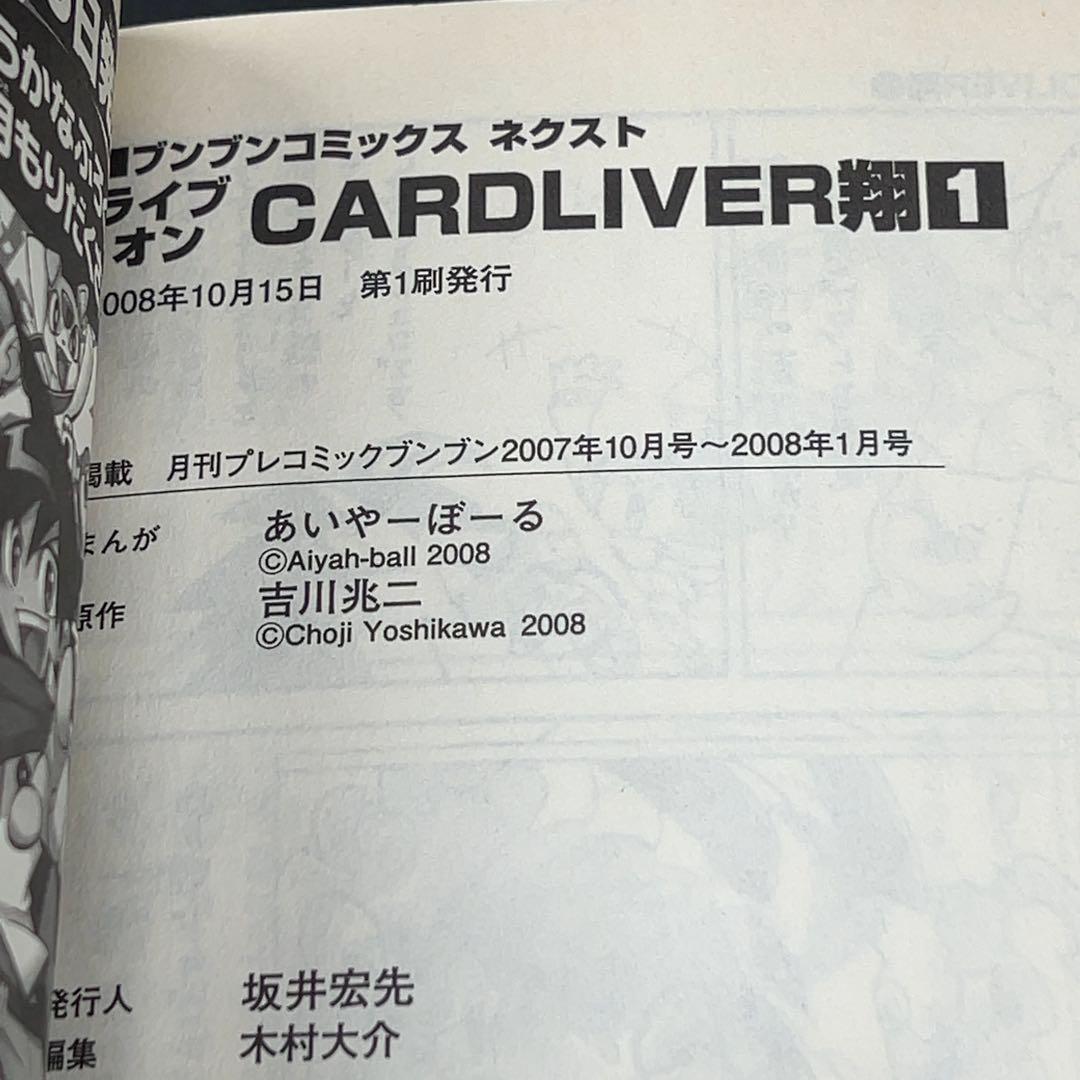 ブンブンコミックス ネクスト
ライブ
オン
CARDLIVER翔1
008年10月15日 第1刷発行
掲載 月刊プレコミックブンブン2007年10月号〜2008年1月号
まんが あいやーぼーる
©Aiyah-ball 2008
原作 吉川兆二
©Choji Yoshikawa 2008
発行人 坂井宏先
編集 木村大介